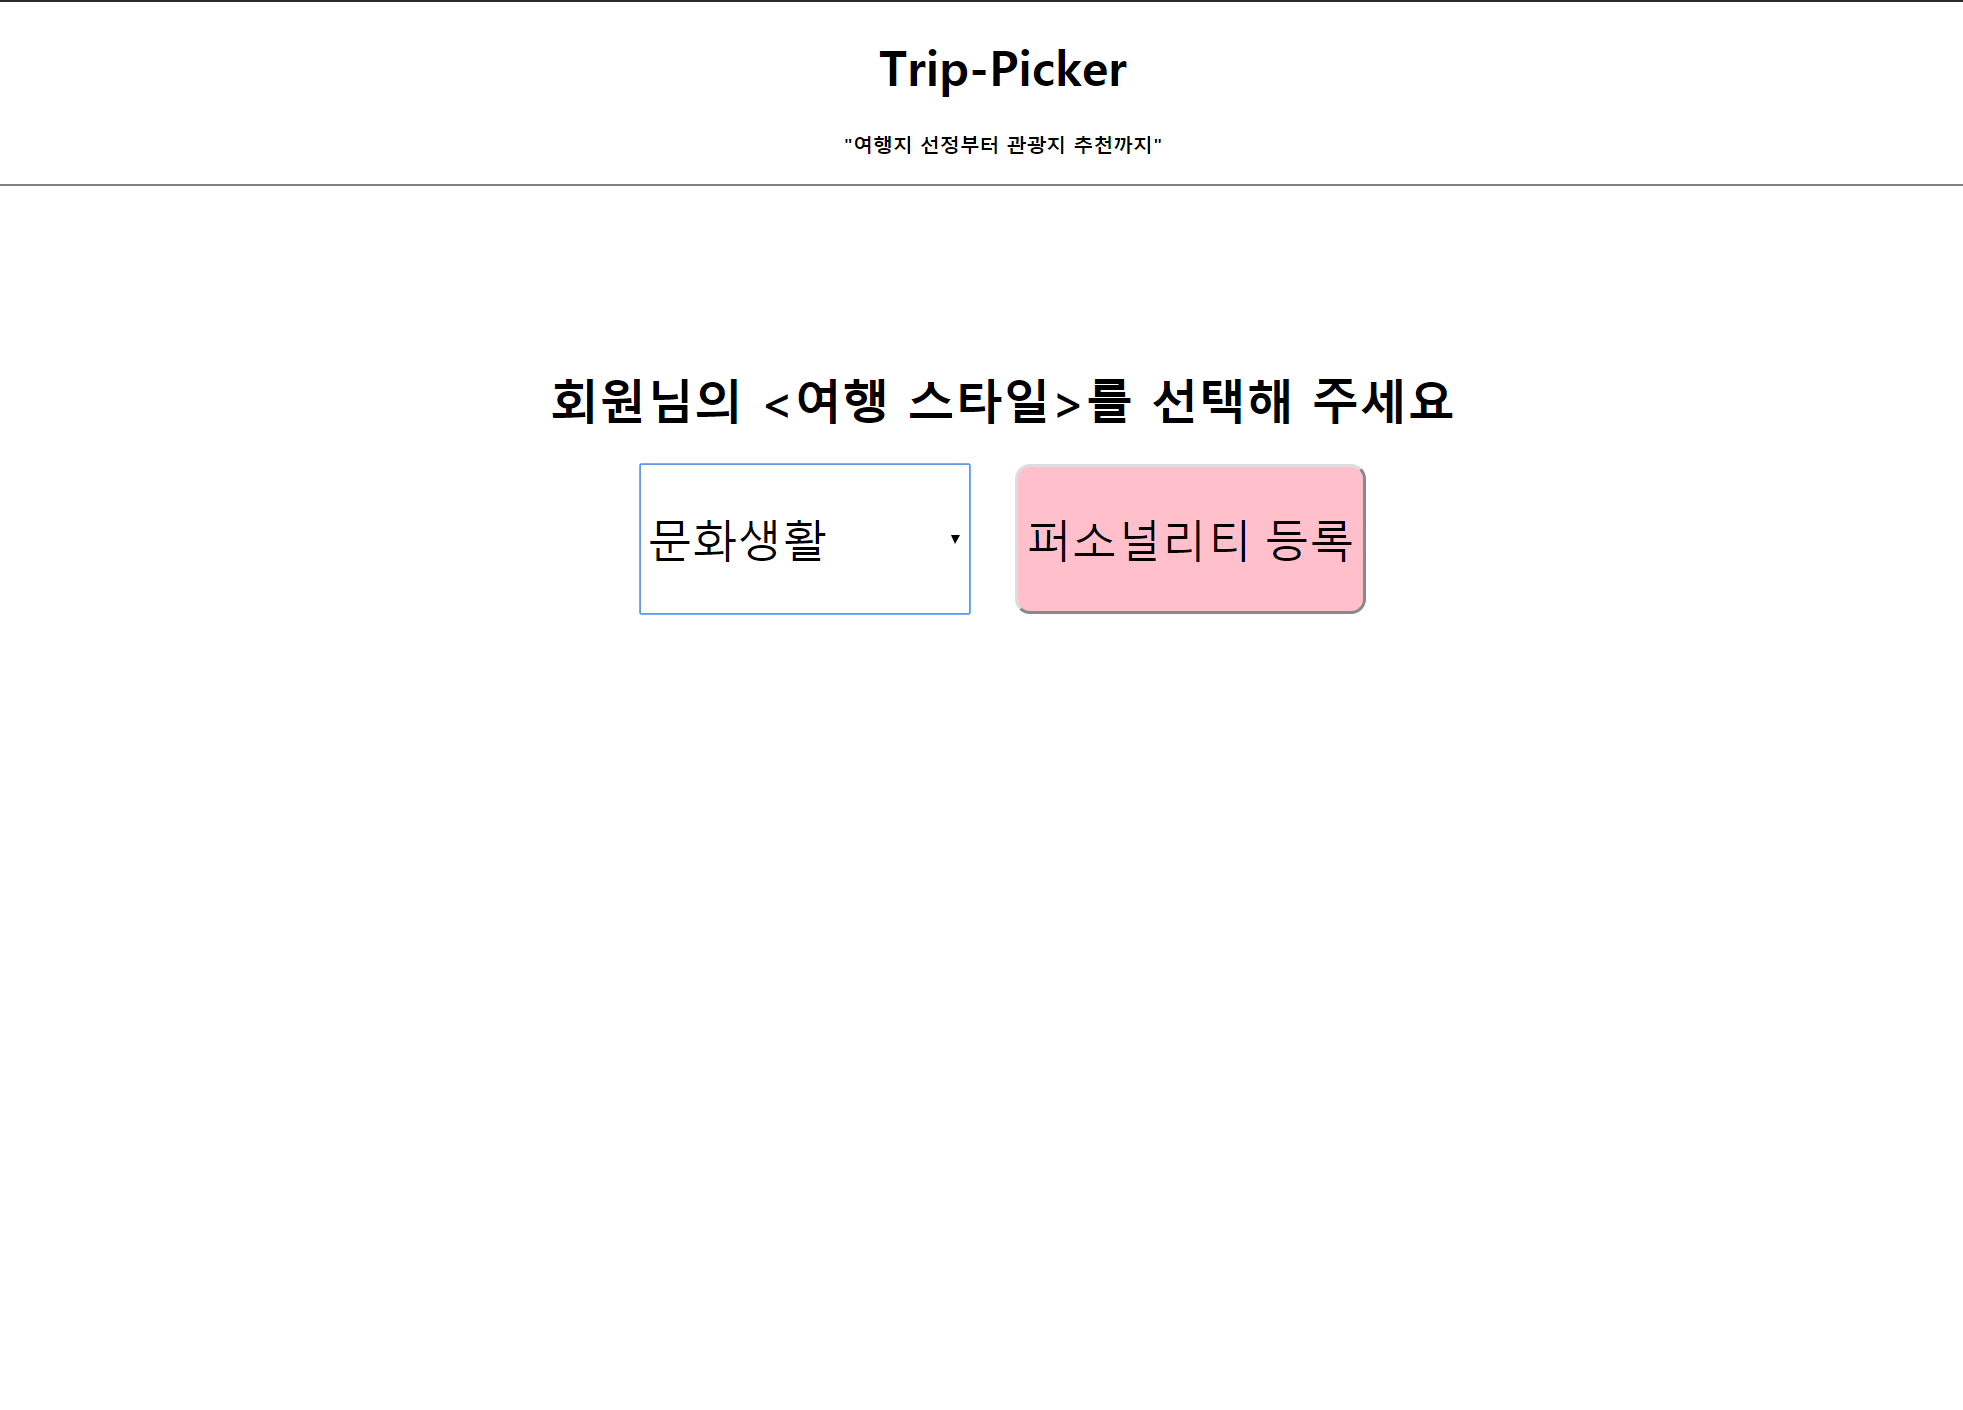 Trip-Picker
"여행지 선정부터 관광지 추천까지"
회원님의 <여행 스타일>를 선택해 주세요
문화생활
퍼소널리티 등록